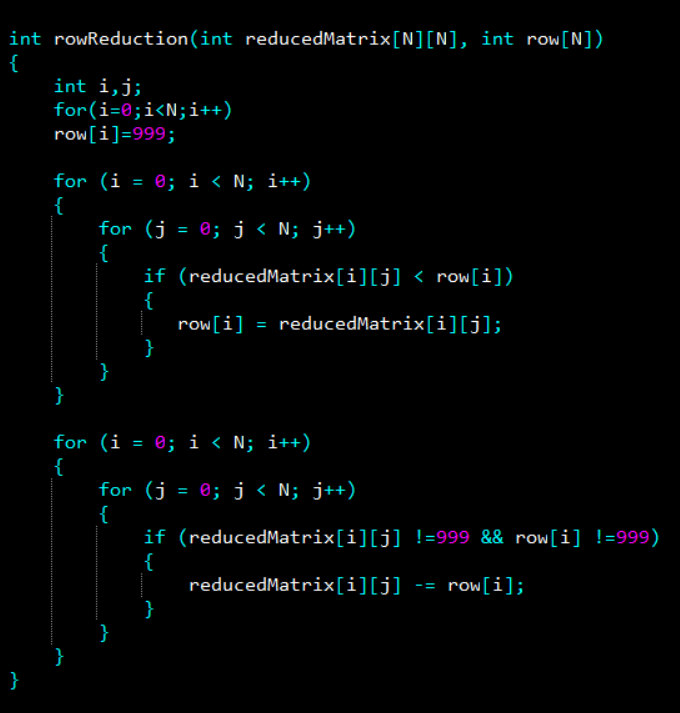 int rowReduction(int reducedMatrix[N][N], int row[N])
{
    int i,j;
    for(i=0;i<N;i++)
    row[i]=999;

    for (i = 0; i < N; i++)
    {
        for (j = 0; j < N; j++)
        {
            if (reducedMatrix[i][j] < row[i])
            {
               row[i] = reducedMatrix[i][j];
            }
        }
    }

    for (i = 0; i < N; i++)
    {
        for (j = 0; j < N; j++)
        {
            if (reducedMatrix[i][j] !=999 && row[i] !=999)
            {
                reducedMatrix[i][j] -= row[i];
            }
        }
    }
}